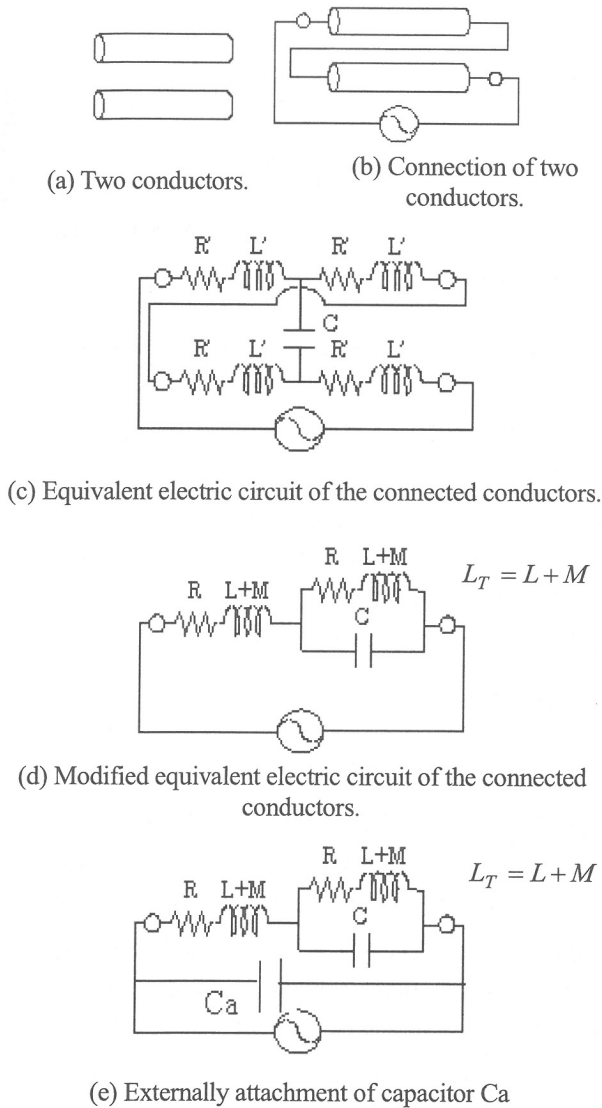 (a) Two conductors.
(b) Connection of two
conductors.
R' L' R' L'
C
R' L' R' L'
(c) Equivalent electric circuit of the connected conductors.
R L+M
L_T = L + M
R L+M
C
(d) Modified equivalent electric circuit of the connected
conductors.
R L+M
L_T = L + M
R L+M
C
Ca
(e) Externally attachment of capacitor Ca